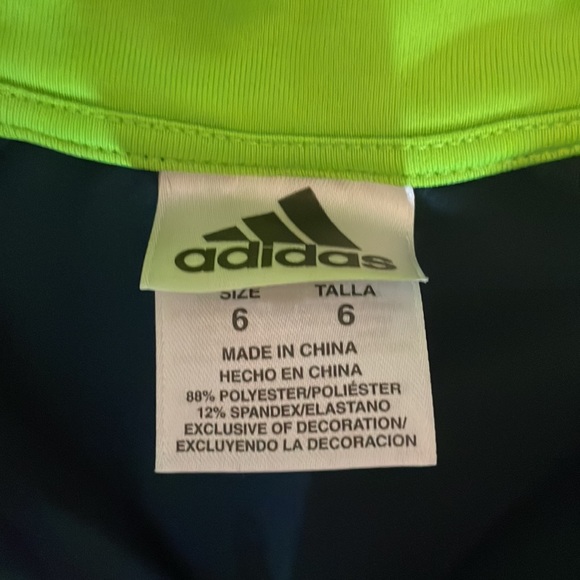 adidas
SIZE TALLA
6 6
MADE IN CHINA
HECHO EN CHINA
88% POLYESTER/POLIÉSTER
12% SPANDEX/ELASTANO
EXCLUSIVE OF DECORATION/
EXCLUYENDO LA DECORACION